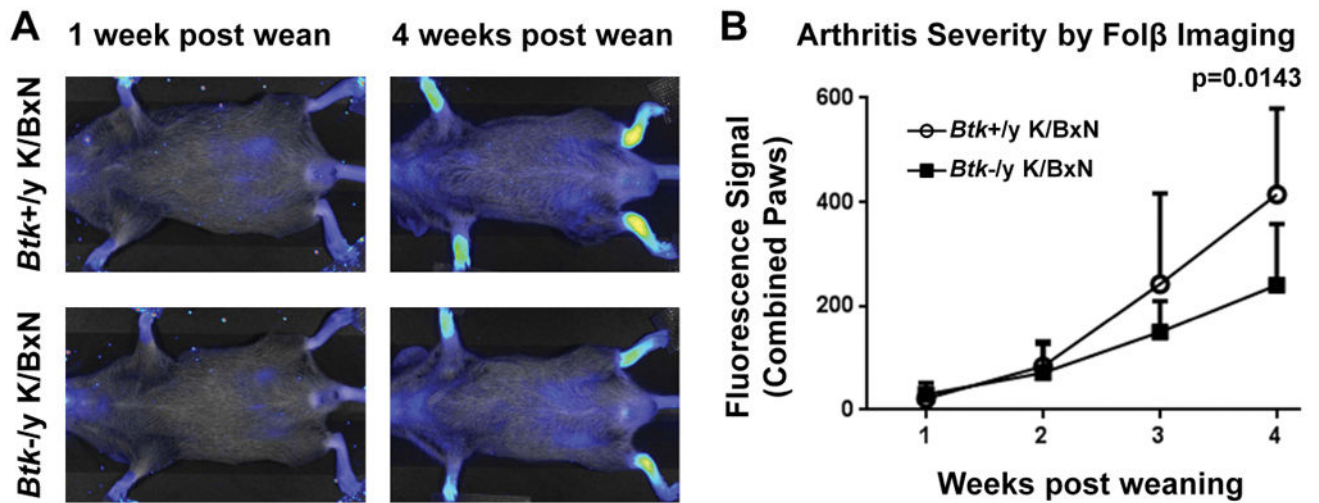 A
1 week post wean
4 weeks post wean
Btk+/y K/BxN
Btk-/y K/BxN
B
Arthritis Severity by Folβ Imaging
p=0.0143
Btk+/y K/BxN
Btk-/y K/BxN
Fluorescence Signal
(Combined Paws)
600
400
200
0
1 2 3 4
Weeks post weaning